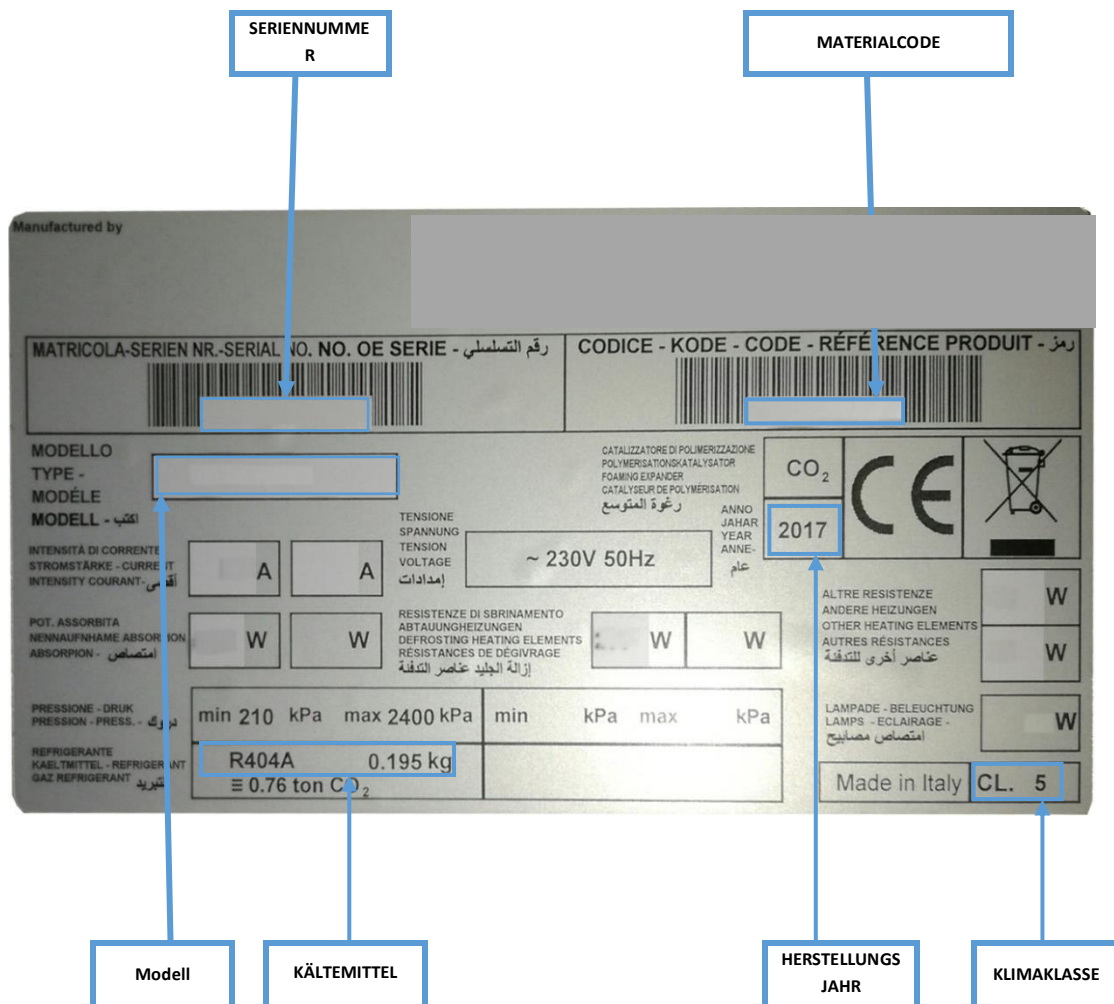 SERIENNUMME
R
MATERIALCODE
Manufactured by
MATRICOLA-SERIEN NR.-SERIAL NO. NO. OE SERIE - رقم التسلسلي
CODICE - KODE - CODE - RÉFÉRENCE PRODUIT - رمز
MODELLO
TYPE -
MODÉLE
MODELL - اكتب
CATALIZZATORE DI POLIMERIZZAZIONE
POLYMERISATIONSKATALYSATOR
FOAMING EXPANDER
CATALYSEUR DE POLYMÉRISATION
رغوة المتوسع
CO2
CE
ANNO
JAHAR
YEAR
ANNE-
عام
2017
INTENSITÀ DI CORRENTE
STROMSTÄRKE - CURRENT
INTENSITY COURANT- أقصى
A
A
TENSIONE
SPANNUNG
TENSION
VOLTAGE
إمدادات
~ 230V 50Hz
POT. ASSORBITA
NENNAUFNHAME ABSORPION
ABSORPION - امتصاص
W
W
RESISTENZE DI SBRINAMENTO
ABTAUUNGHEIZUNGEN
DEFROSTING HEATING ELEMENTS
RÉSISTANCES DE DÉGIVRAGE
إزالة الجليد عناصر التدفئة
W
W
ALTRE RESISTENZE
ANDERE HEIZUNGEN
OTHER HEATING ELEMENTS
AUTRES RÉSISTANCES
عناصر أخرى للتدفئة
W
W
PRESSIONE - DRUK
PRESSION - PRESS. -
min 210 kPa max 2400 kPa
min kPa max kPa
LAMPADE - BELEUCHTUNG
LAMPS - ECLAIRAGE -
امتصاص مصابيح
W
REFRIGERANTE
KAELTMITTEL - REFRIGERANT
GAZ REFRIGERANT
R404A 0.195 kg
≡ 0.76 ton CO2
Made in Italy
CL. 5
Modell
KÄLTEMITTEL
HERSTELLUNGS
JAHR
KLIMAKLASSE